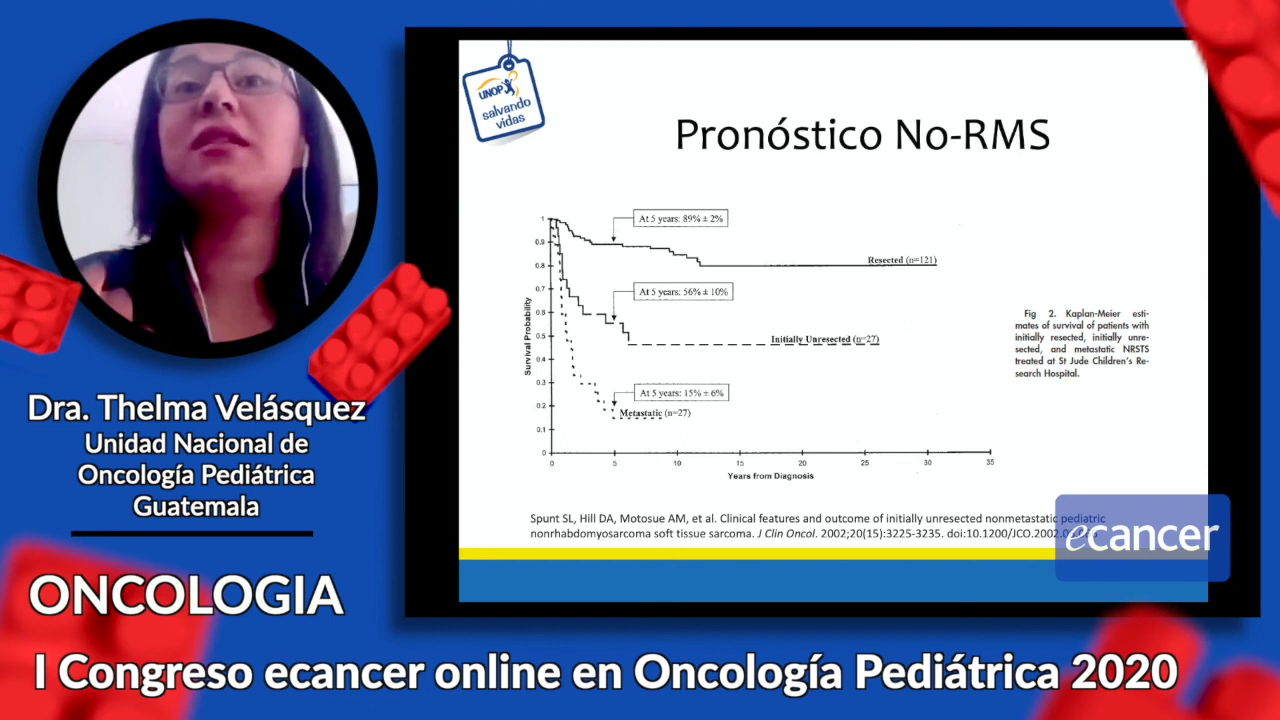 UNOP
salvando
vidas
Pronóstico No-RMS
At 5 years: 89% ± 2%
Resected (n=121)
At 5 years: 56% ± 10%
Initially Unresected (n=27)
At 5 years: 15% ± 6%
Metastatic (n=27)
Survival Probability
1
0.9
0.8
0.7
0.6
0.5
0.4
0.3
0.2
0.1
0
0 5 10 15 20 25 30 35
Years from Diagnosis
Fig 2. Kaplan-Meier esti-
mates of survival of patients with
initially resected, initially unre-
sected, and metastatic NRSTS
treated at St Jude Children's Re-
search Hospital.
Spunt SL, Hill DA, Motosue AM, et al. Clinical features and outcome of initially unresected nonmetastatic pediatric
nonrhabdomyosarcoma soft tissue sarcoma. J Clin Oncol. 2002;20(15):3225-3235. doi:10.1200/JCO.2002.
ecancer
Dra. Thelma Velásquez
Unidad Nacional de
Oncología Pediátrica
Guatemala
ONCOLOGIA
I Congreso ecancer online en Oncología Pediátrica 2020